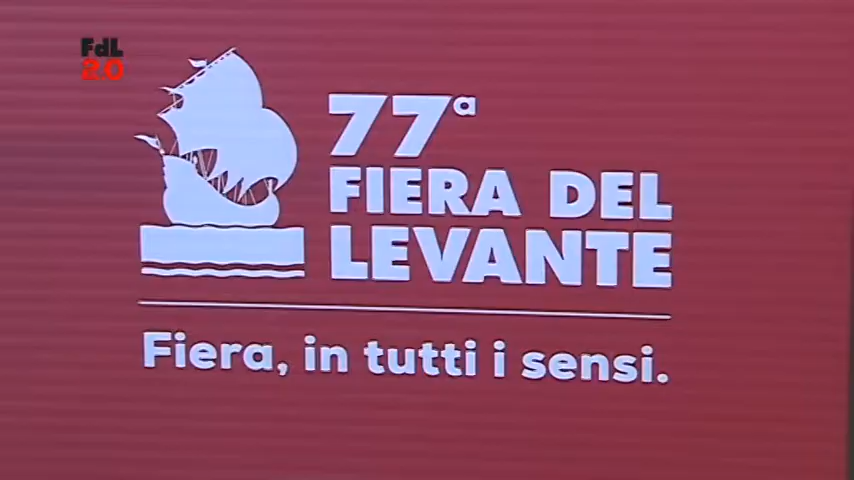 FdL
2.0
77ª
FIERA DEL
LEVANTE
Fiera, in tutti i sensi.